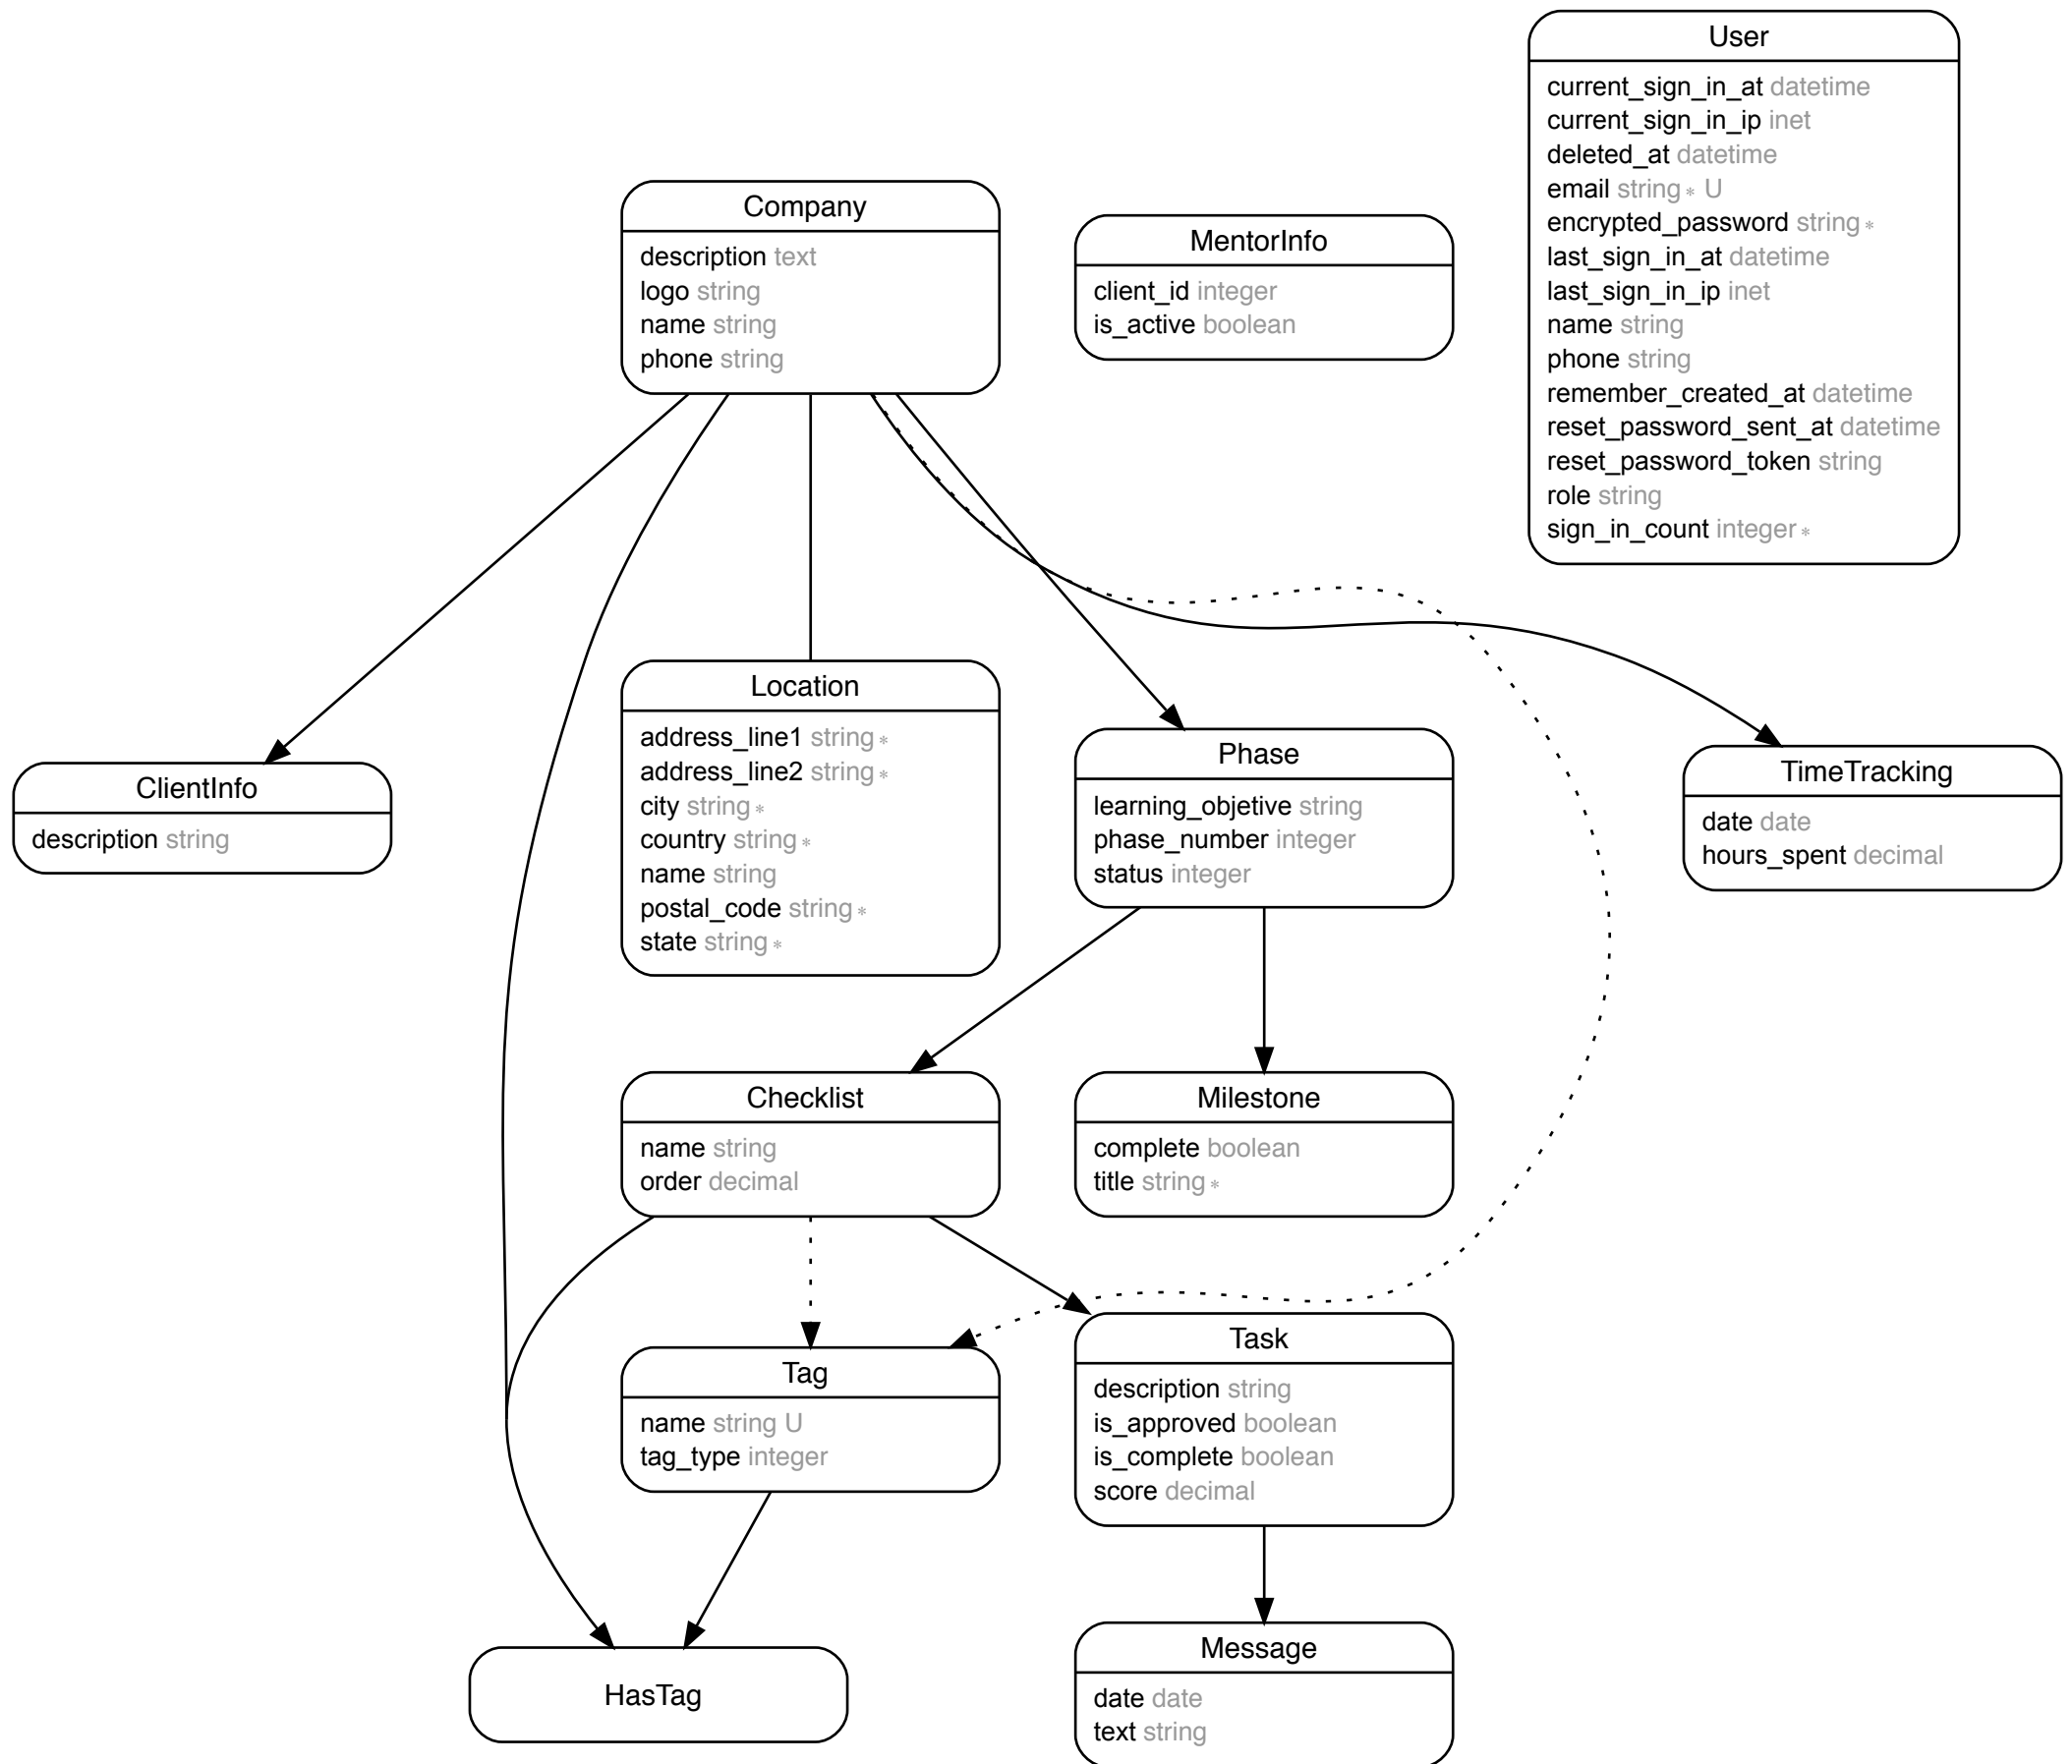 User
current_sign_in_at datetime
current_sign_in_ip inet
deleted_at datetime
email string * U
encrypted_password string *
last_sign_in_at datetime
last_sign_in_ip inet
name string
phone string
remember_created_at datetime
reset_password_sent_at datetime
reset_password_token string
role string
sign_in_count integer *
Company
description text
logo string
name string
phone string
MentorInfo
client_id integer
is_active boolean
ClientInfo
description string
Location
address_line1 string *
address_line2 string *
city string *
country string *
name string
postal_code string *
state string *
Phase
learning_objetive string
phase_number integer
status integer
TimeTracking
date date
hours_spent decimal
Checklist
name string
order decimal
Milestone
complete boolean
title string *
Tag
name string U
tag_type integer
Task
description string
is_approved boolean
is_complete boolean
score decimal
HasTag
Message
date date
text string